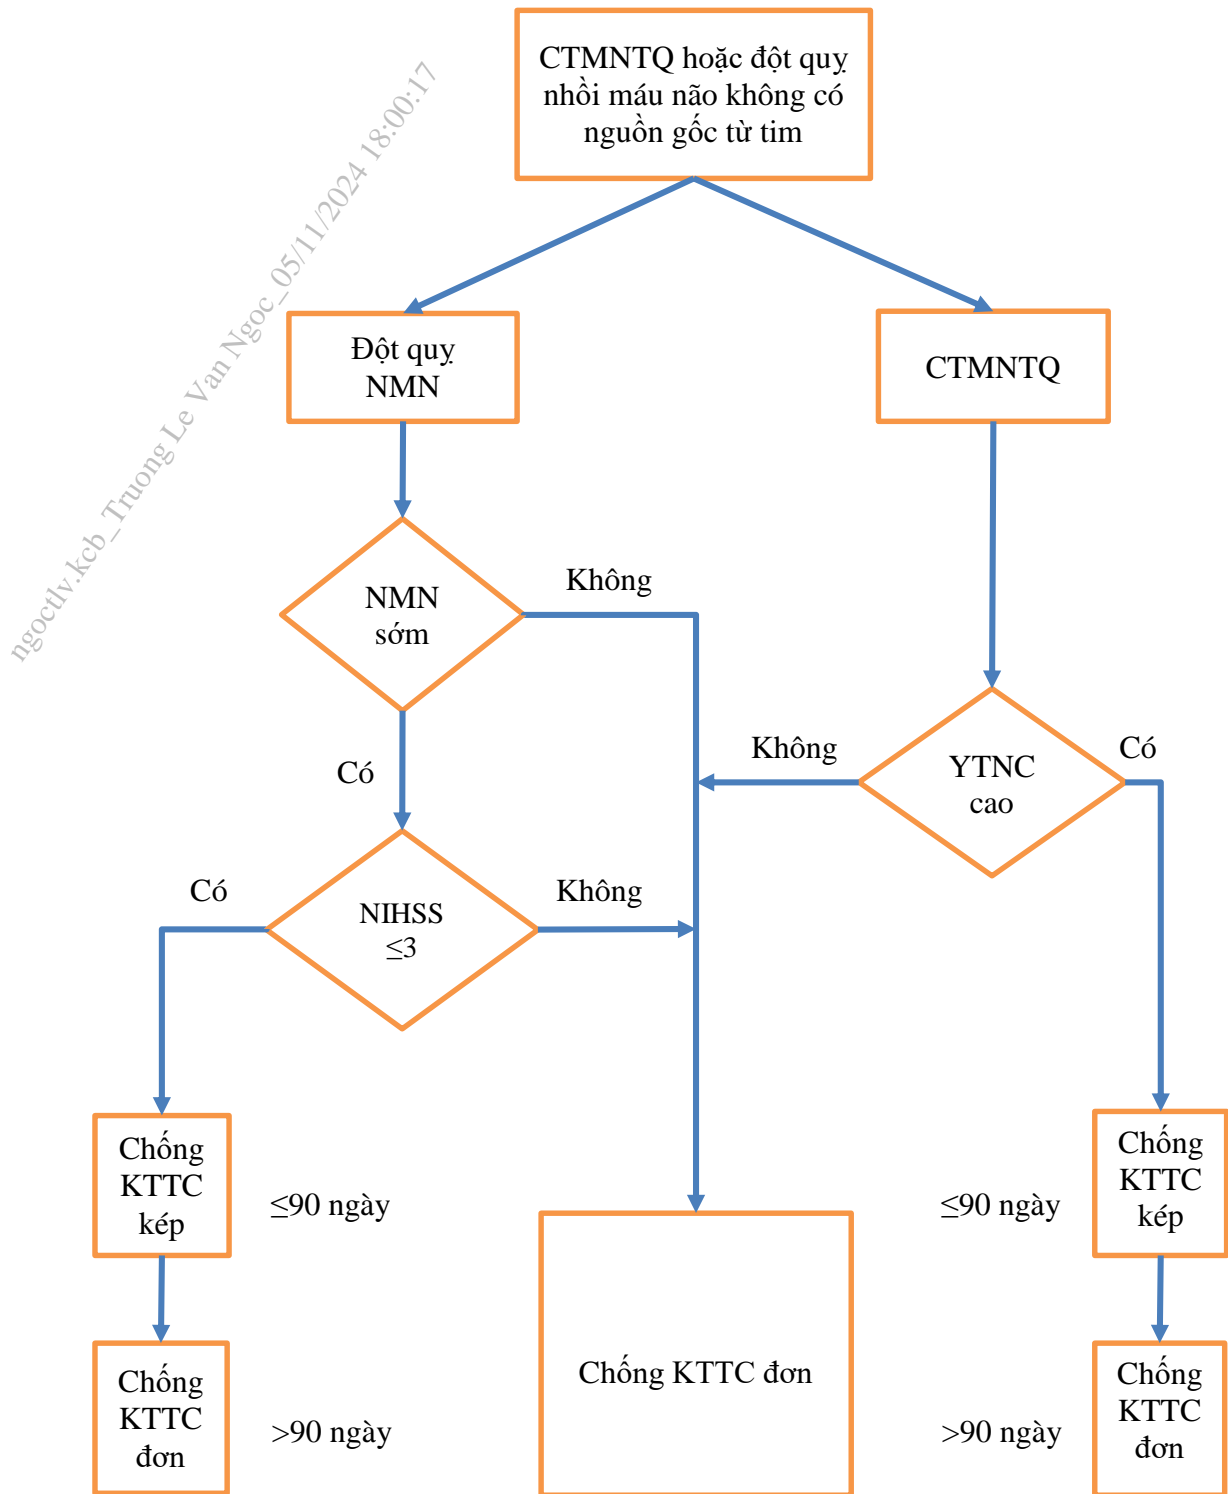 CTMNTQ hoặc đột quỵ
nhồi máu não không có
nguồn gốc từ tim
ngoctlv.kcb_Truong Le Van Ngoc_05/11/2024 18:00:17
Đột quỵ
NMN
CTMNTQ
NMN
sớm
Không
Có
YTNC
cao
Không
Có
NIHSS
≤3
Có
Không
Chống
KTTC
kép
≤90 ngày
≤90 ngày
Chống
KTTC
kép
Chống
KTTC
đơn
>90 ngày
Chống KTTC đơn
>90 ngày
Chống
KTTC
đơn